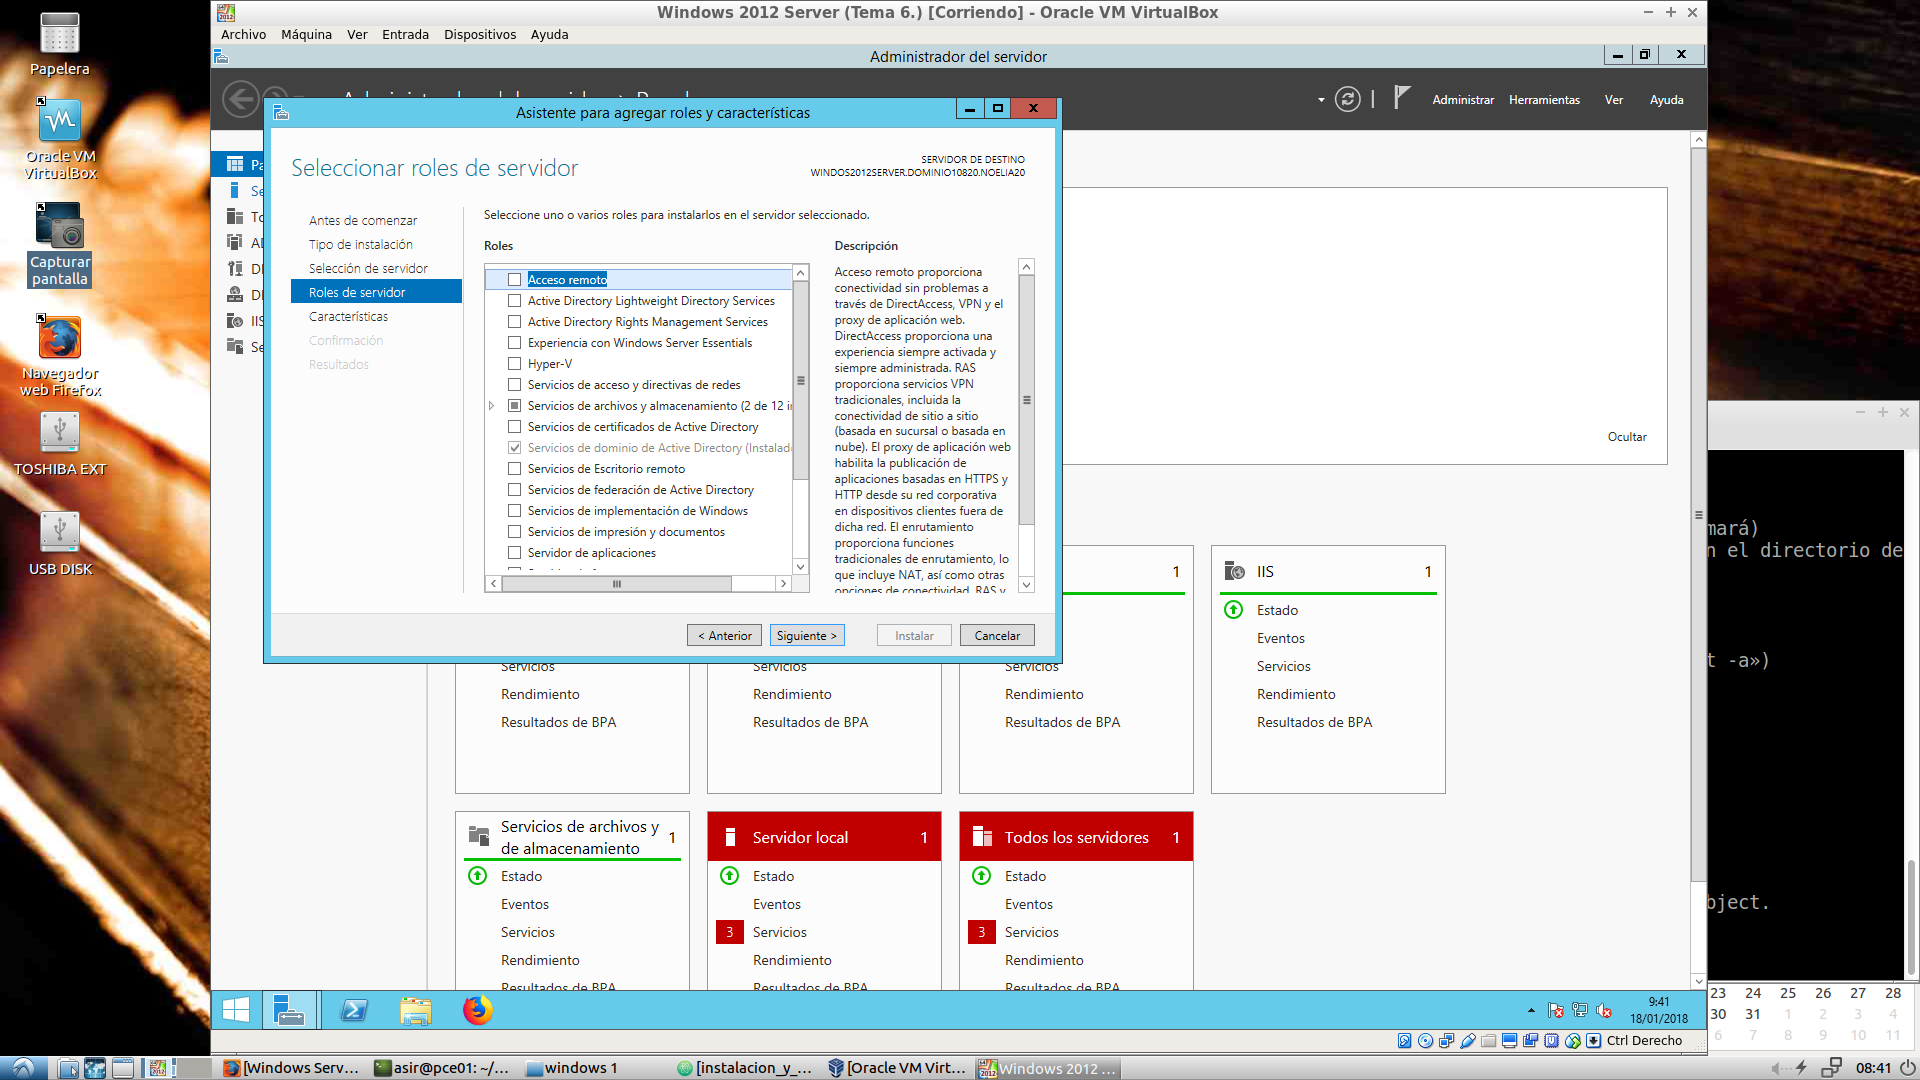 Windows 2012 Server (Tema 6.) [Corriendo] - Oracle VM VirtualBox
Archivo Máquina Ver Entrada Dispositivos Ayuda
Administrador del servidor
Administrar Herramientas Ver Ayuda
Papelera
Oracle VM
VirtualBox
Capturar
pantalla
Navegador
web Firefox
TOSHIBA EXT
USB DISK
Asistente para agregar roles y características
Seleccionar roles de servidor
SERVIDOR DE DESTINO
WINDOS2012SERVER.DOMINIO10820.NOELIA20
Antes de comenzar
Tipo de instalación
Selección de servidor
Roles de servidor
Características
Confirmación
Resultados
Seleccione uno o varios roles para instalarlos en el servidor seleccionado.
Roles
Acceso remoto
Active Directory Lightweight Directory Services
Active Directory Rights Management Services
Experiencia con Windows Server Essentials
Hyper-V
Servicios de acceso y directivas de redes
Servicios de archivos y almacenamiento (2 de 12 i
Servicios de certificados de Active Directory
Servicios de dominio de Active Directory (Instalad
Servicios de Escritorio remoto
Servicios de federación de Active Directory
Servicios de implementación de Windows
Servicios de impresión y documentos
Servidor de aplicaciones
Descripción
Acceso remoto proporciona
conectividad sin problemas a
través de DirectAccess, VPN y el
proxy de aplicación web.
DirectAccess proporciona una
experiencia siempre activada y
siempre administrada. RAS
proporciona servicios VPN
tradicionales, incluida la
conectividad de sitio a sitio
(basada en sucursal o basada en
nube). El proxy de aplicación web
habilita la publicación de
aplicaciones basadas en HTTPS y
HTTP desde su red corporativa
en dispositivos clientes fuera de
dicha red. El enrutamiento
proporciona funciones
tradicionales de enrutamiento, lo
que incluye NAT, así como otras
opciones de conectividad. RAS y
< Anterior Siguiente > Instalar Cancelar
Ocultar
1
IIS 1
Estado
Eventos
Servicios
Rendimiento
Resultados de BPA
Servicios
Rendimiento
Resultados de BPA
Servicios
Rendimiento
Resultados de BPA
Servicios
Rendimiento
Resultados de BPA
Servicios de archivos y
de almacenamiento 1
Estado
Eventos
Servicios
Rendimiento
Resultados de BPA
Servidor local 1
Estado
Eventos
3 Servicios
Rendimiento
Resultados de BPA
Todos los servidores 1
Estado
Eventos
3 Servicios
Rendimiento
Resultados de BPA
mará)
n el directorio de
t -a»)
bject.
23 24 25 26 27 28
30 31 1 2 3 4
6 7 8 9 10 11
9:41
18/01/2018
Ctrl Derecho
[Windows Serv... asir@pce01: ~/... windows 1 [instalacion_y_... [Oracle VM Virt... Windows 2012 ... 08:41